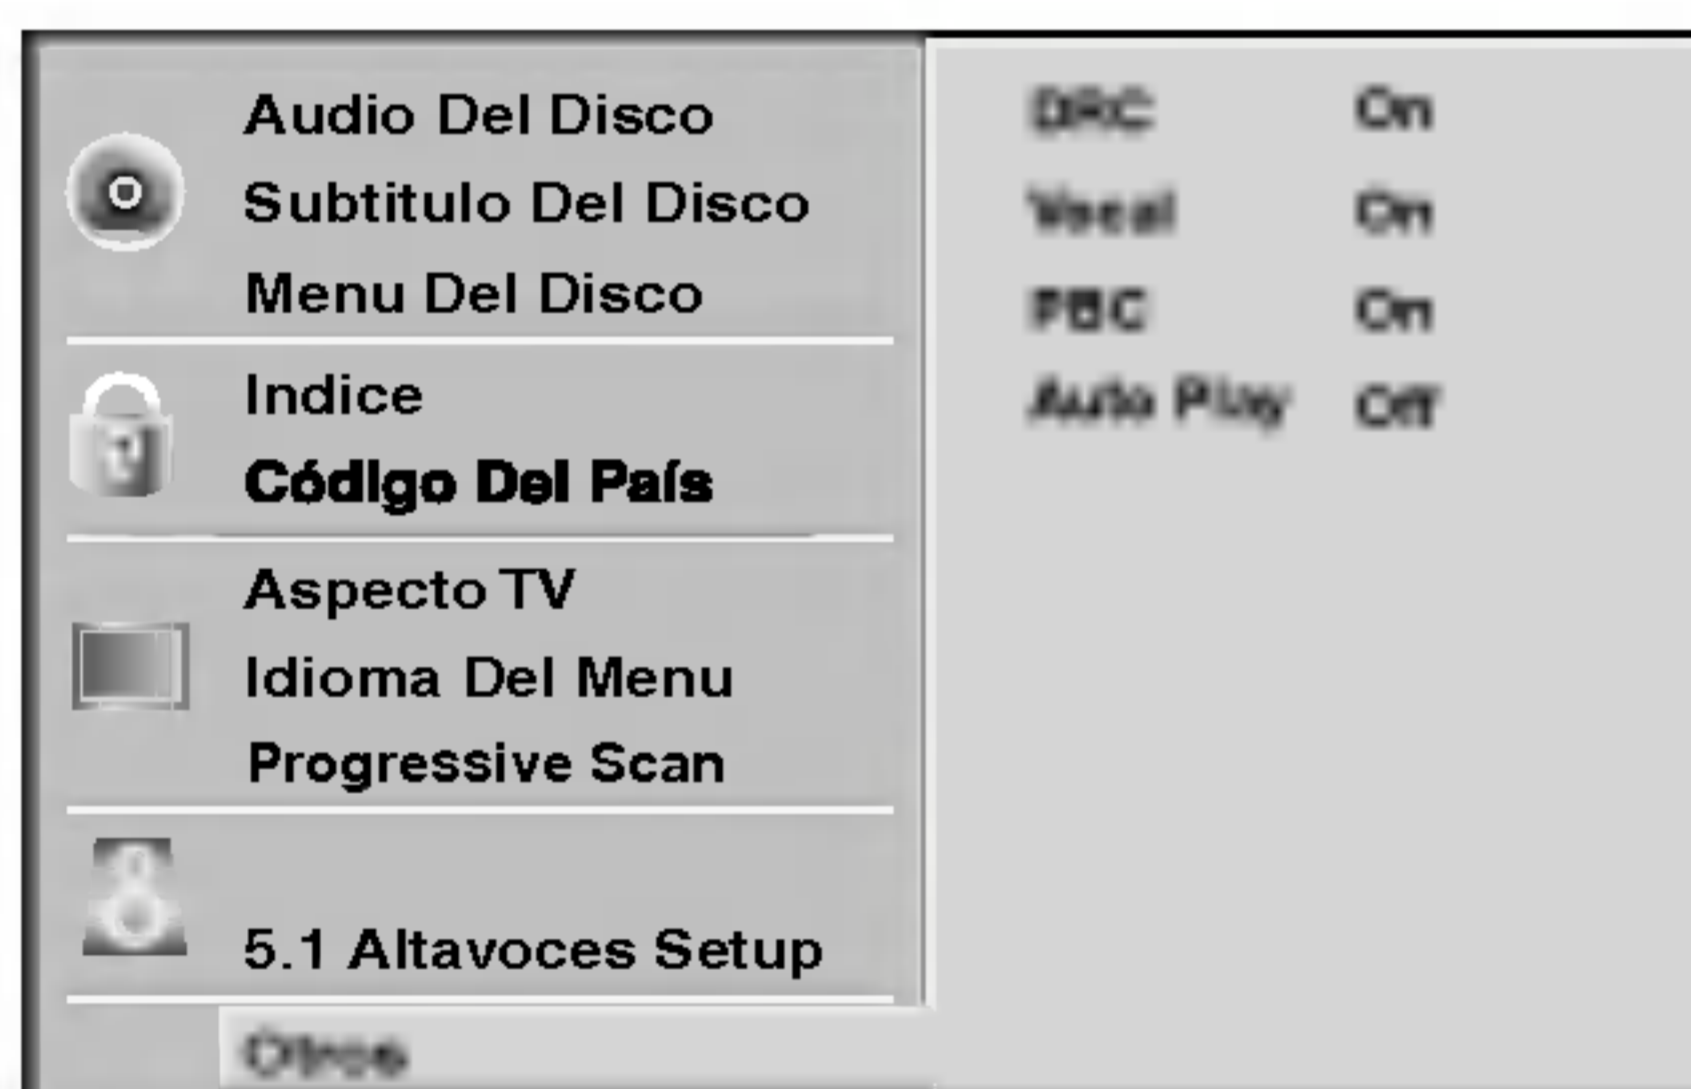 Audio Del Disco
Subtitulo Del Disco
Menu Del Disco
Indice
Código Del País
Aspecto TV
Idioma Del Menu
Progressive Scan
5.1 Altavoces Setup
Otros
DRC On
Vocal On
PBC On
Auto Play Off